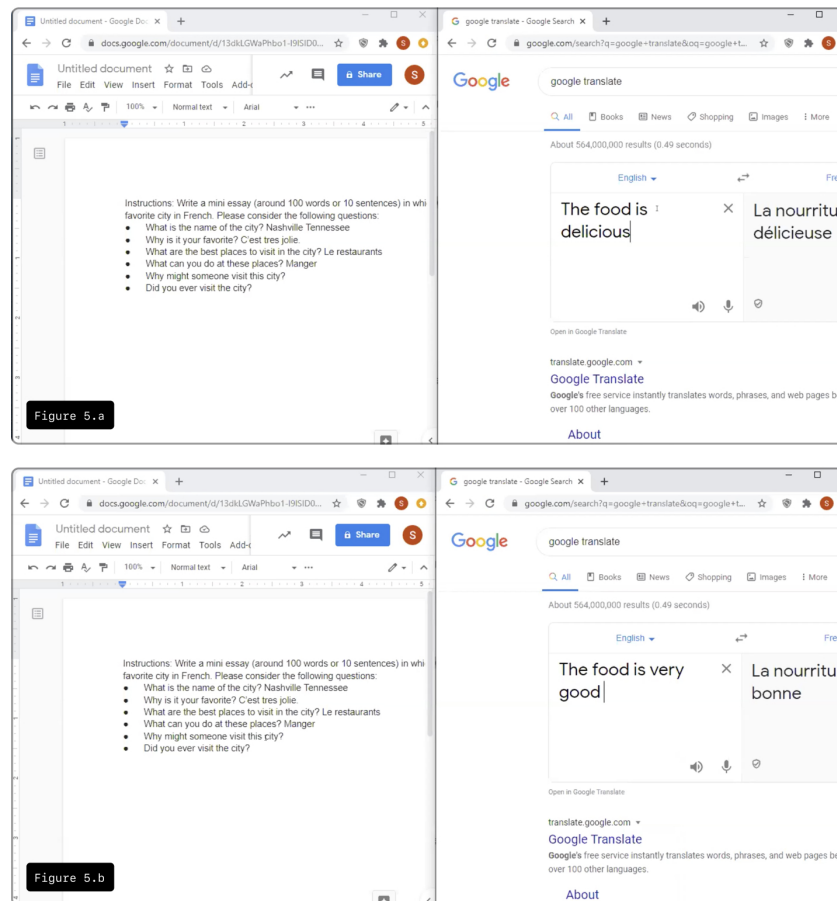 Untitled document - Google Doc
docs.google.com/document/d/13dkLGWaPhbo1-I9ISID0...
S
Untitled document
File Edit View Insert Format Tools Add-o
Share
S
100% Normal text Arial
1 1 2 3 4 5
Instructions: Write a mini essay (around 100 words or 10 sentences) in whi
favorite city in French. Please consider the following questions:
● What is the name of the city? Nashville Tennessee
● Why is it your favorite? C'est tres jolie.
● What are the best places to visit in the city? Le restaurants
● What can you do at these places? Manger
● Why might someone visit this city?
● Did you ever visit the city?
Figure 5.a
google translate - Google Search
google.com/search?q=google+translate&oq=google+t...
S
Google
google translate
All Books News Shopping Images More
About 564,000,000 results (0.49 seconds)
English Fre
The food is
delicious
La nourritu
délicieuse
Open in Google Translate
translate.google.com
Google Translate
Google's free service instantly translates words, phrases, and web pages b
over 100 other languages.
About
Untitled document - Google Doc
docs.google.com/document/d/13dkLGWaPhbo1-I9ISID0...
S
Untitled document
File Edit View Insert Format Tools Add-o
Share
S
100% Normal text Arial
1 1 2 3 4 5
Instructions: Write a mini essay (around 100 words or 10 sentences) in whi
favorite city in French. Please consider the following questions:
● What is the name of the city? Nashville Tennessee
● Why is it your favorite? C'est tres jolie.
● What are the best places to visit in the city? Le restaurants
● What can you do at these places? Manger
● Why might someone visit this city?
● Did you ever visit the city?
Figure 5.b
google translate - Google Search
google.com/search?q=google+translate&oq=google+t...
S
Google
google translate
All Books News Shopping Images More
About 564,000,000 results (0.49 seconds)
English Fre
The food is very
good
La nourritu
bonne
Open in Google Translate
translate.google.com
Google Translate
Google's free service instantly translates words, phrases, and web pages be
over 100 other languages.
About